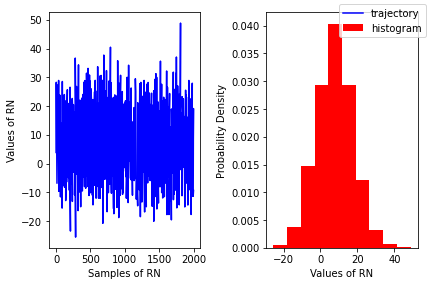 50
40
30
20
10
0
−10
−20
Values of RN
0 500 1000 1500 2000
Samples of RN
trajectory
histogram
0.040
0.035
0.030
0.025
0.020
0.015
0.010
0.005
0.000
Probability Density
−20 0 20 40
Values of RN